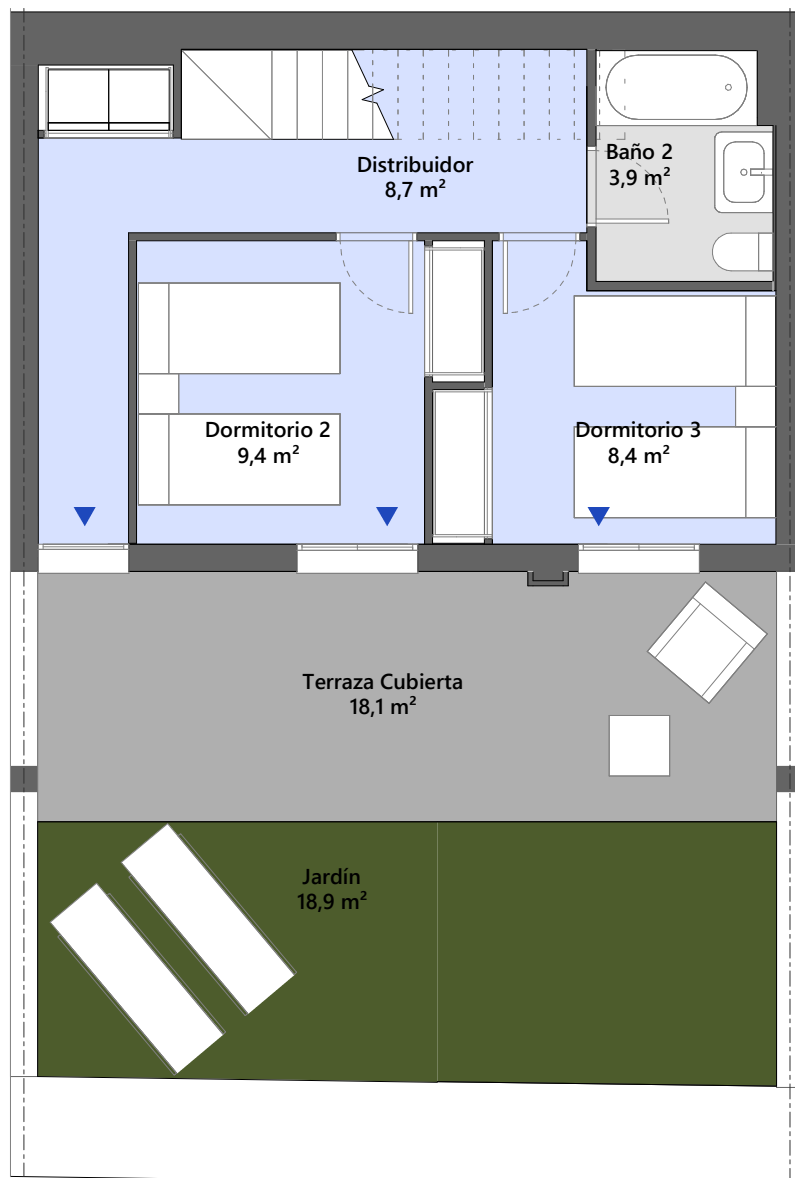 Distribuidor
8,7 m²
Baño 2
3,9 m²
Dormitorio 2
9,4 m²
Dormitorio 3
8,4 m²
Terraza Cubierta
18,1 m²
Jardín
18,9 m²